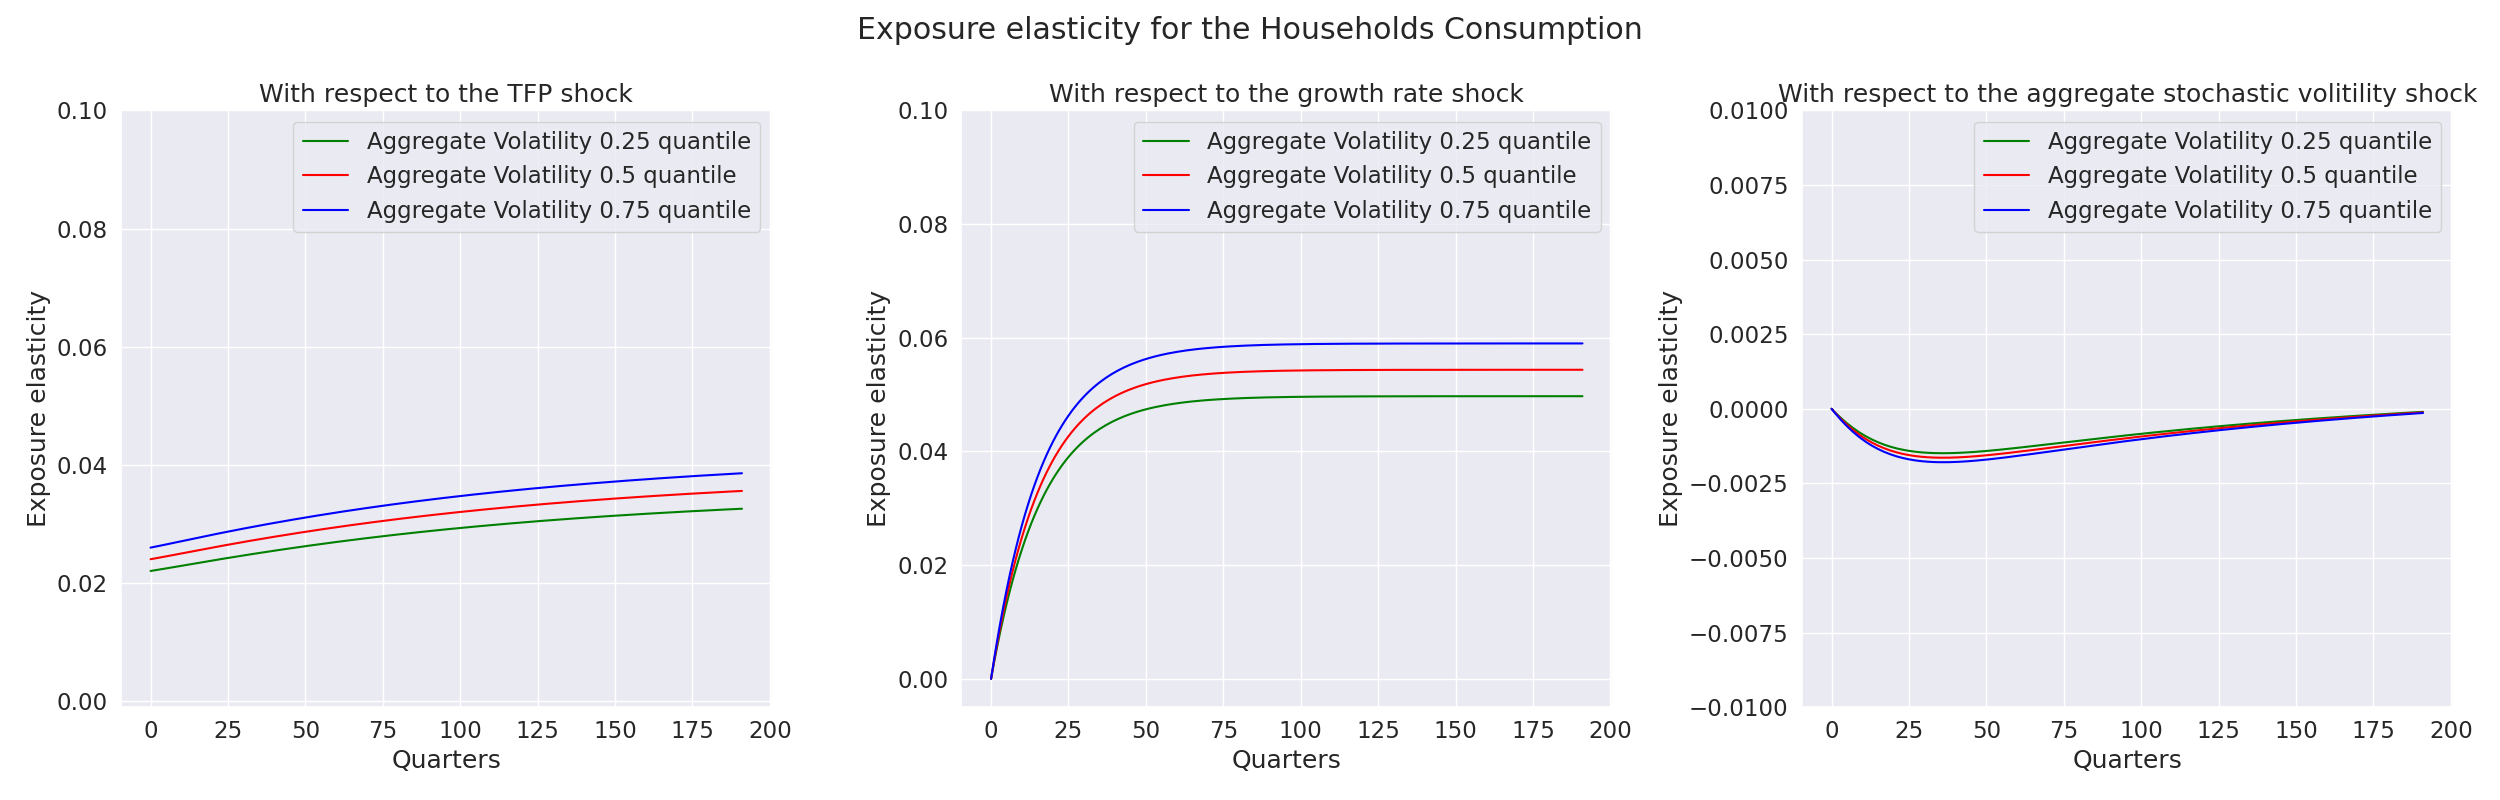 Exposure elasticity for the Households Consumption
With respect to the TFP shock
Exposure elasticity
0.10
0.08
0.06
0.04
0.02
0.00
Aggregate Volatility 0.25 quantile
Aggregate Volatility 0.5 quantile
Aggregate Volatility 0.75 quantile
0 25 50 75 100 125 150 175 200
Quarters
With respect to the growth rate shock
Exposure elasticity
0.10
0.08
0.06
0.04
0.02
0.00
Aggregate Volatility 0.25 quantile
Aggregate Volatility 0.5 quantile
Aggregate Volatility 0.75 quantile
0 25 50 75 100 125 150 175 200
Quarters
With respect to the aggregate stochastic volitility shock
Exposure elasticity
0.0100
0.0075
0.0050
0.0025
0.0000
−0.0025
−0.0050
−0.0075
−0.0100
Aggregate Volatility 0.25 quantile
Aggregate Volatility 0.5 quantile
Aggregate Volatility 0.75 quantile
0 25 50 75 100 125 150 175 200
Quarters